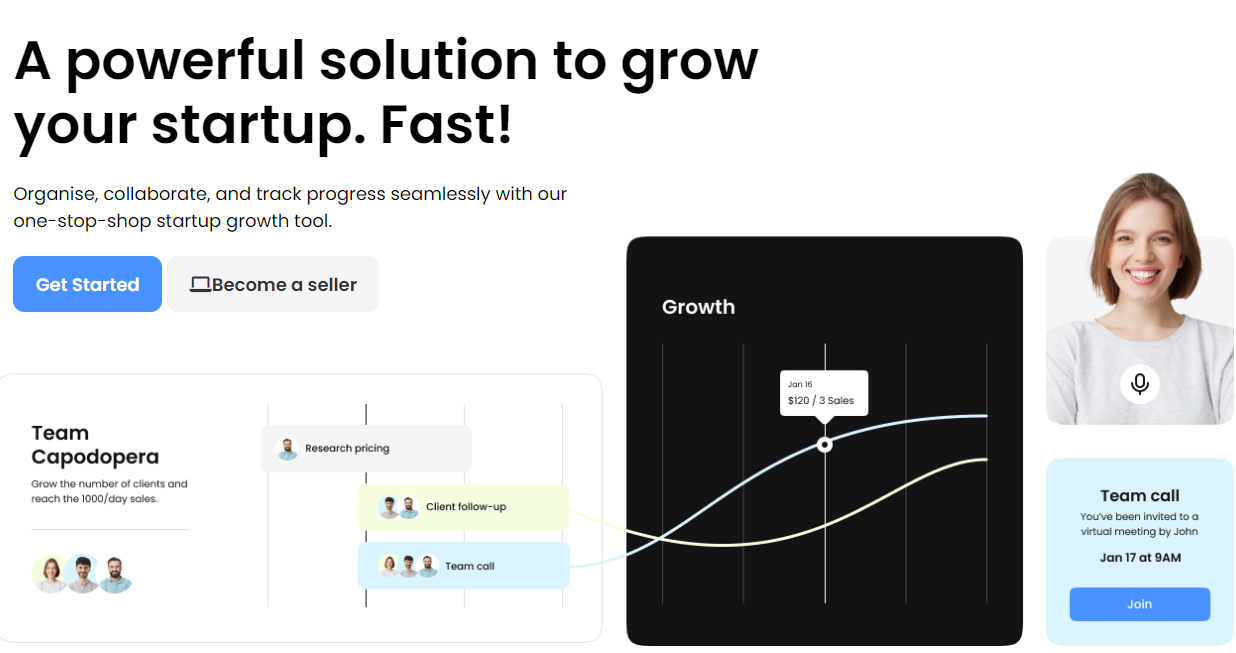 A powerful solution to grow
your startup. Fast!
Organise, collaborate, and track progress seamlessly with our
one-stop-shop startup growth tool.
Get Started
Become a seller
Team
Capodopera
Grow the number of clients and
reach the 1000/day sales.
Research pricing
Client follow-up
Team call
Growth
Jan 16
$120 / 3 Sales
Team call
You've been invited to a
virtual meeting by John
Jan 17 at 9AM
Join